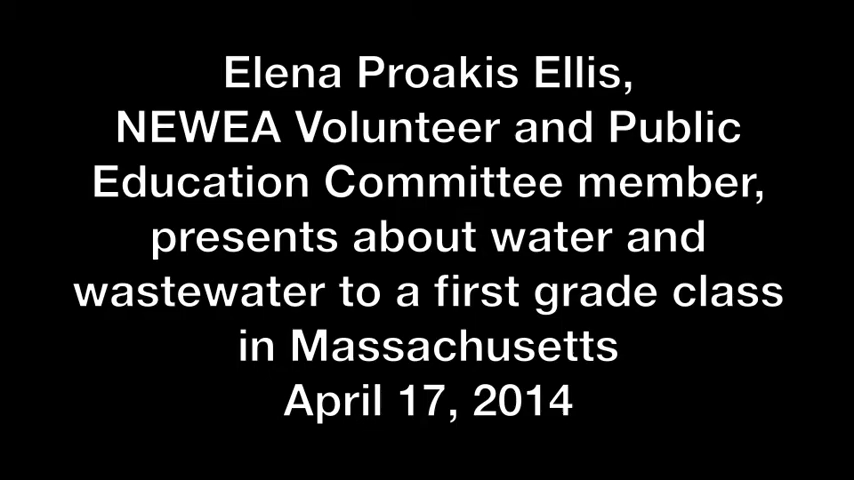 Elena Proakis Ellis,
NEWEA Volunteer and Public
Education Committee member,
presents about water and
wastewater to a first grade class
in Massachusetts
April 17, 2014